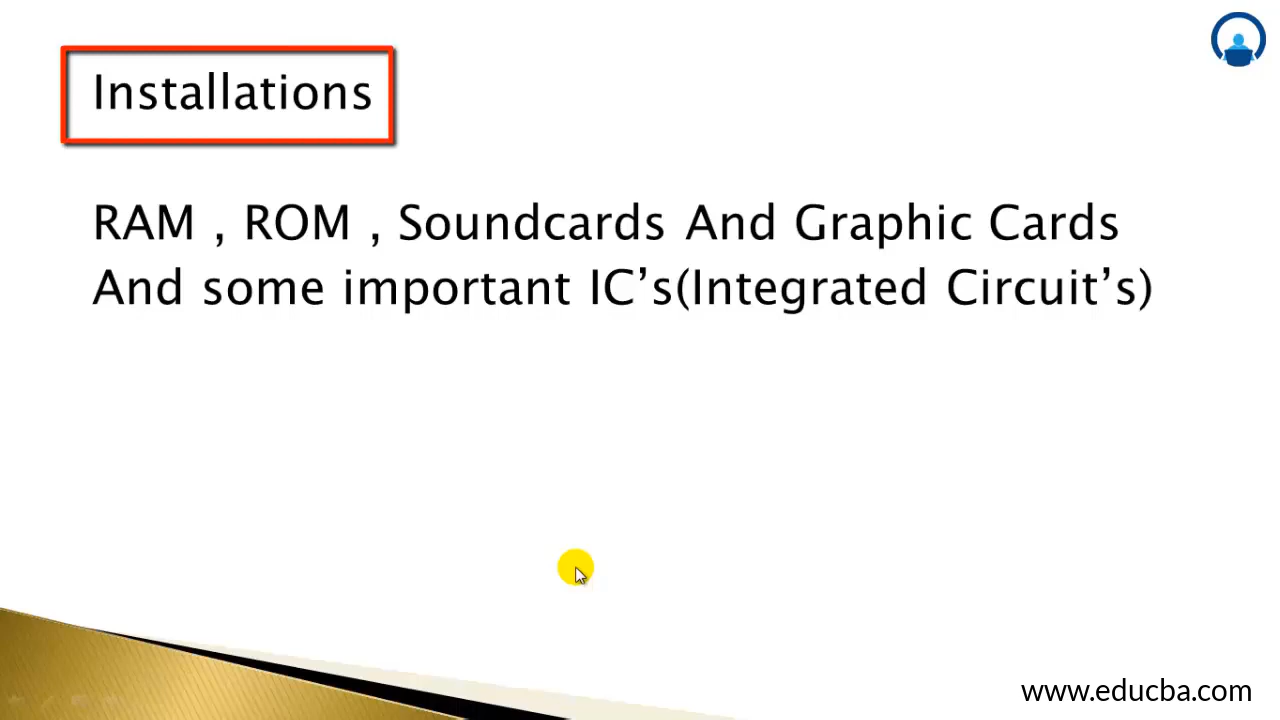 Installations
RAM , ROM , Soundcards And Graphic Cards
And some important IC’s(Integrated Circuit’s)
www.educba.com